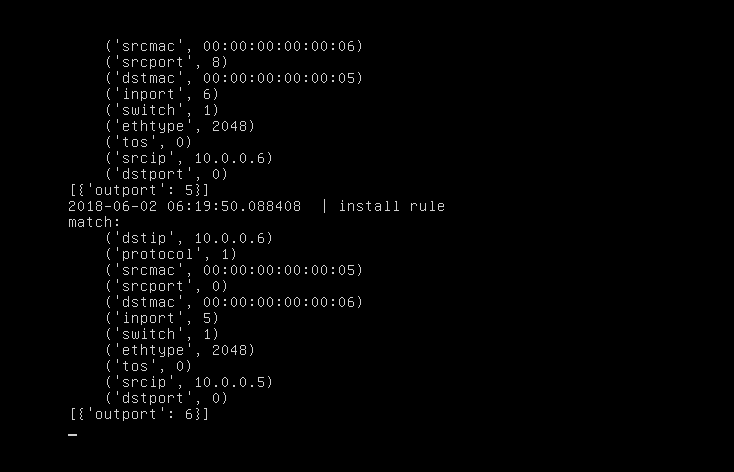 ('srcmac', 00:00:00:00:00:06)
('srcport', 8)
('dstmac', 00:00:00:00:00:05)
('inport', 6)
('switch', 1)
('ethtype', 2048)
('tos', 0)
('srcip', 10.0.0.6)
('dstport', 0)
[{'outport': 5}]
2018-06-02 06:19:50.088408  | install rule
match:
('dstip', 10.0.0.6)
('protocol', 1)
('srcmac', 00:00:00:00:00:05)
('srcport', 0)
('dstmac', 00:00:00:00:00:06)
('inport', 5)
('switch', 1)
('ethtype', 2048)
('tos', 0)
('srcip', 10.0.0.5)
('dstport', 0)
[{'outport': 6}]